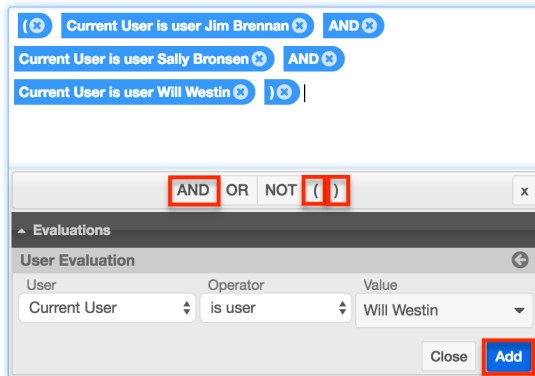 ( Current User is user Jim Brennan AND
Current User is user Sally Bronsen AND
Current User is user Will Westin )
AND OR NOT ( ) x
Evaluations
User Evaluation
User Operator Value
Current User is user Will Westin
Close Add